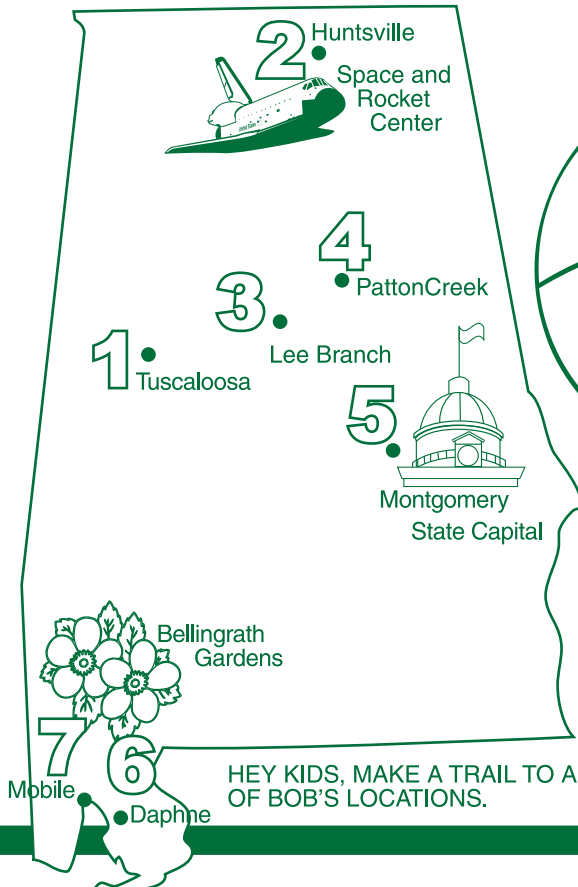 2
Huntsville
Space and
Rocket
Center
4
PattonCreek
3
Lee Branch
1
Tuscaloosa
5
Montgomery
State Capital
Bellingrath
Gardens
7
Mobile
6
Daphne
HEY KIDS, MAKE A TRAIL TO A
OF BOB'S LOCATIONS.